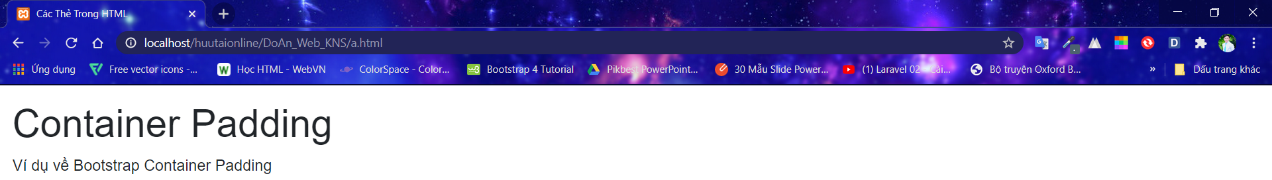 Các Thẻ Trong HTML
localhost/huutaionline/DoAn_Web_KNS/a.html
Ứng dụng Free vector icons -... W Học HTML - WebVN ColorSpace - Color... Bootstrap 4 Tutorial Pikbest PowerPoint... 30 Mẫu Slide Power... (1) Laravel 02 - Cài... Bộ truyện Oxford B... » Dấu trang khác
Container Padding
Ví dụ về Bootstrap Container Padding